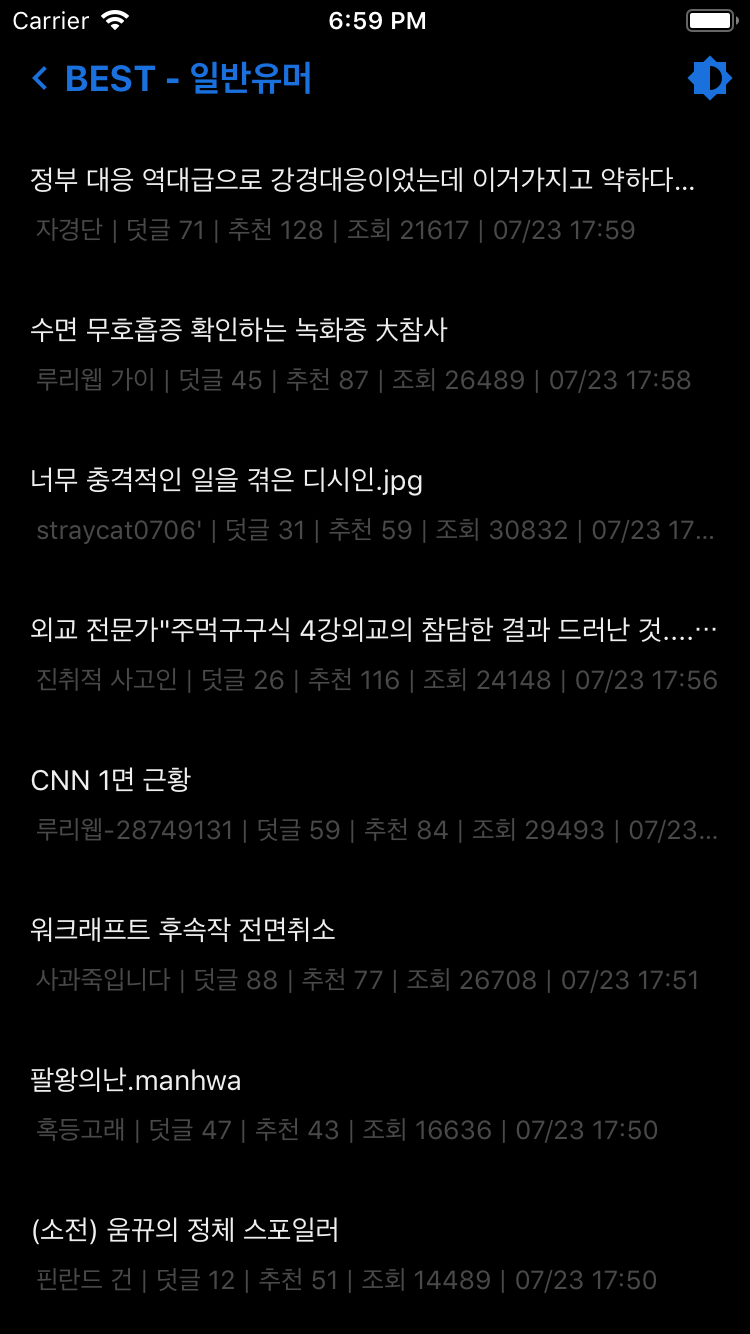 Carrier 6:59 PM
BEST - 일반유머
정부 대응 역대급으로 강경대응이었는데 이거가지고 약하다...
자경단 | 덧글 71 | 추천 128 | 조회 21617 | 07/23 17:59
수면 무호흡증 확인하는 녹화중 大참사
루리웹 가이 | 덧글 45 | 추천 87 | 조회 26489 | 07/23 17:58
너무 충격적인 일을 겪은 디시인.jpg
straycat0706' | 덧글 31 | 추천 59 | 조회 30832 | 07/23 17...
외교 전문가"주먹구구식 4강외교의 참담한 결과 드러난 것....…
진취적 사고인 | 덧글 26 | 추천 116 | 조회 24148 | 07/23 17:56
CNN 1면 근황
루리웹-28749131 | 덧글 59 | 추천 84 | 조회 29493 | 07/23...
워크래프트 후속작 전면취소
사과죽입니다 | 덧글 88 | 추천 77 | 조회 26708 | 07/23 17:51
팔왕의난.manhwa
혹등고래 | 덧글 47 | 추천 43 | 조회 16636 | 07/23 17:50
(소전) 움뀨의 정체 스포일러
핀란드 건 | 덧글 12 | 추천 51 | 조회 14489 | 07/23 17:50